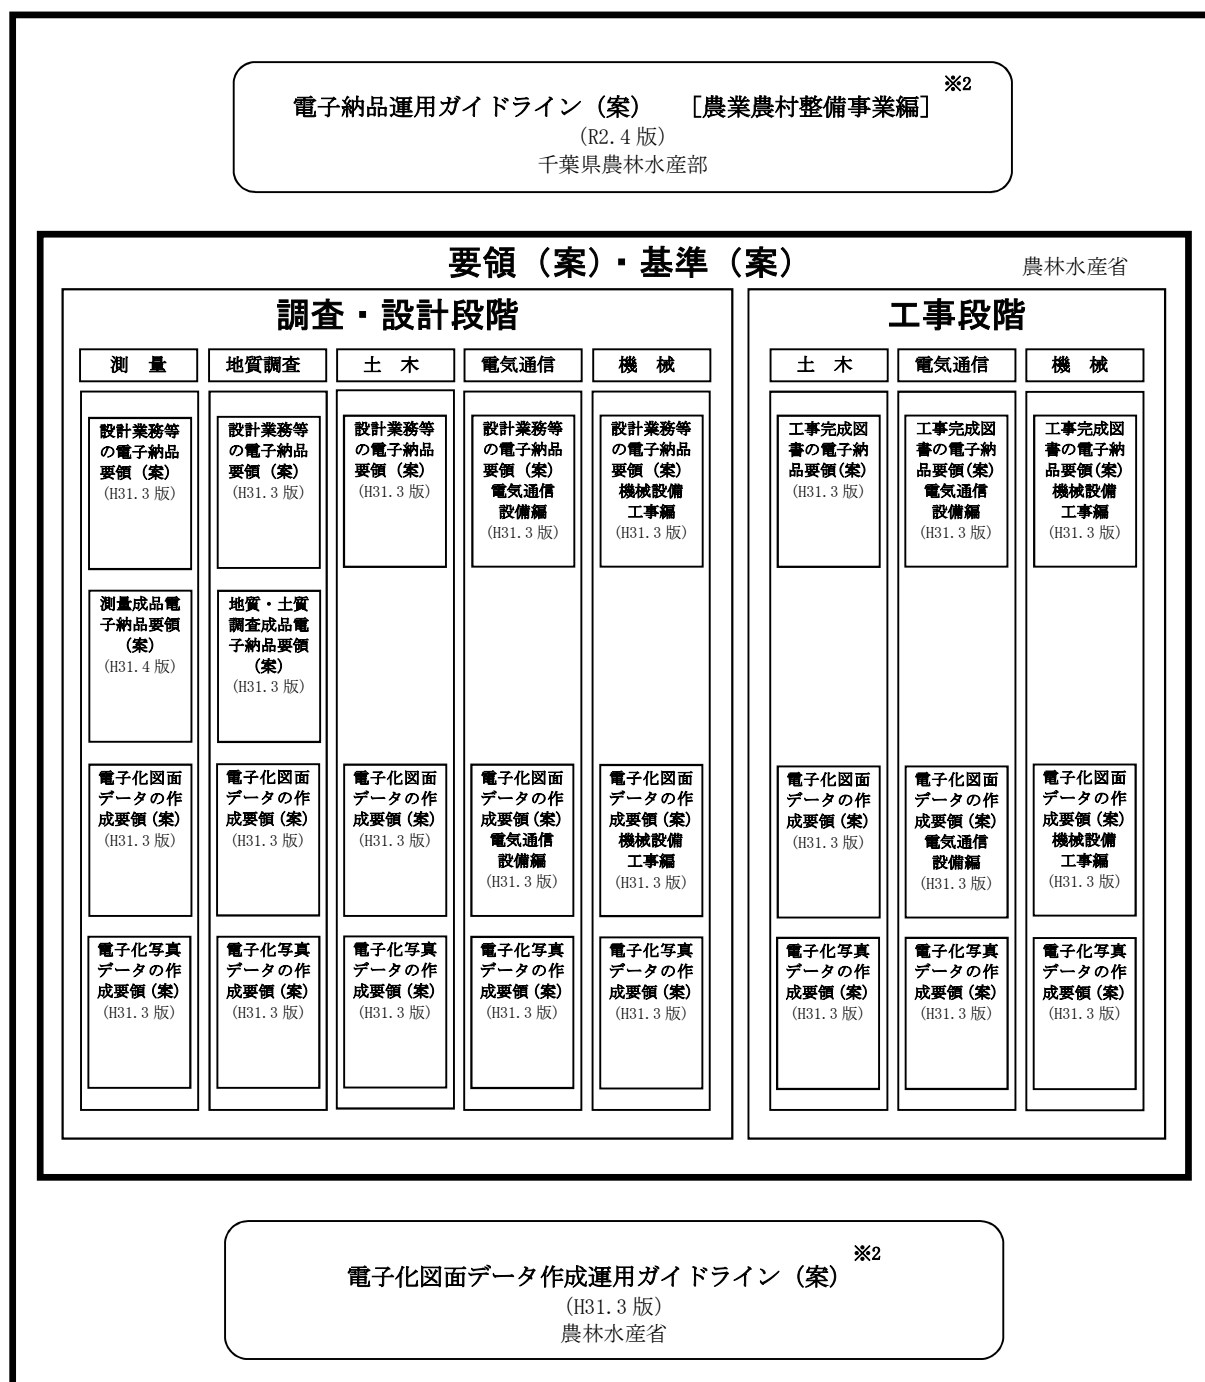 ※2
電子納品運用ガイドライン（案）　［農業農村整備事業編］
(R2.4 版)
千葉県農林水産部
要領（案）・基準（案）
農林水産省
調査・設計段階
測　量
地質調査
土　木
電気通信
機　械
設計業務等
の電子納品
要領（案）
(H31.3 版)
設計業務等
の電子納品
要領（案）
(H31.3 版)
設計業務等
の電子納品
要領（案）
(H31.3 版)
設計業務等
の電子納品
要領（案）
電気通信
設備編
(H31.3 版)
設計業務等
の電子納品
要領（案）
機械設備
工事編
(H31.3 版)
測量成品電
子納品要領
(案)
(H31.4 版)
地質・土質
調査成品電
子納品要領
(案)
(H31.3 版)
電子化図面
データの作
成要領(案)
(H31.3 版)
電子化図面
データの作
成要領(案)
(H31.3 版)
電子化図面
データの作
成要領(案)
(H31.3 版)
電子化図面
データの作
成要領(案)
電気通信
設備編
(H31.3 版)
電子化図面
データの作
成要領(案)
機械設備
工事編
(H31.3 版)
電子化写真
データの作
成要領(案)
(H31.3 版)
電子化写真
データの作
成要領(案)
(H31.3 版)
電子化写真
データの作
成要領(案)
(H31.3 版)
電子化写真
データの作
成要領(案)
(H31.3 版)
電子化写真
データの作
成要領(案)
(H31.3 版)
工事段階
土　木
電気通信
機　械
工事完成図
書の電子納
品要領(案)
(H31.3 版)
工事完成図
書の電子納
品要領(案)
電気通信
設備編
(H31.3 版)
工事完成図
書の電子納
品要領(案)
機械設備
工事編
(H31.3 版)
電子化図面
データの作
成要領(案)
(H31.3 版)
電子化図面
データの作
成要領(案)
電気通信
設備編
(H31.3 版)
電子化図面
データの作
成要領(案)
機械設備
工事編
(H31.3 版)
電子化写真
データの作
成要領(案)
(H31.3 版)
電子化写真
データの作
成要領(案)
(H31.3 版)
電子化写真
データの作
成要領(案)
(H31.3 版)
※2
電子化図面データ作成運用ガイドライン（案）
(H31.3 版)
農林水産省